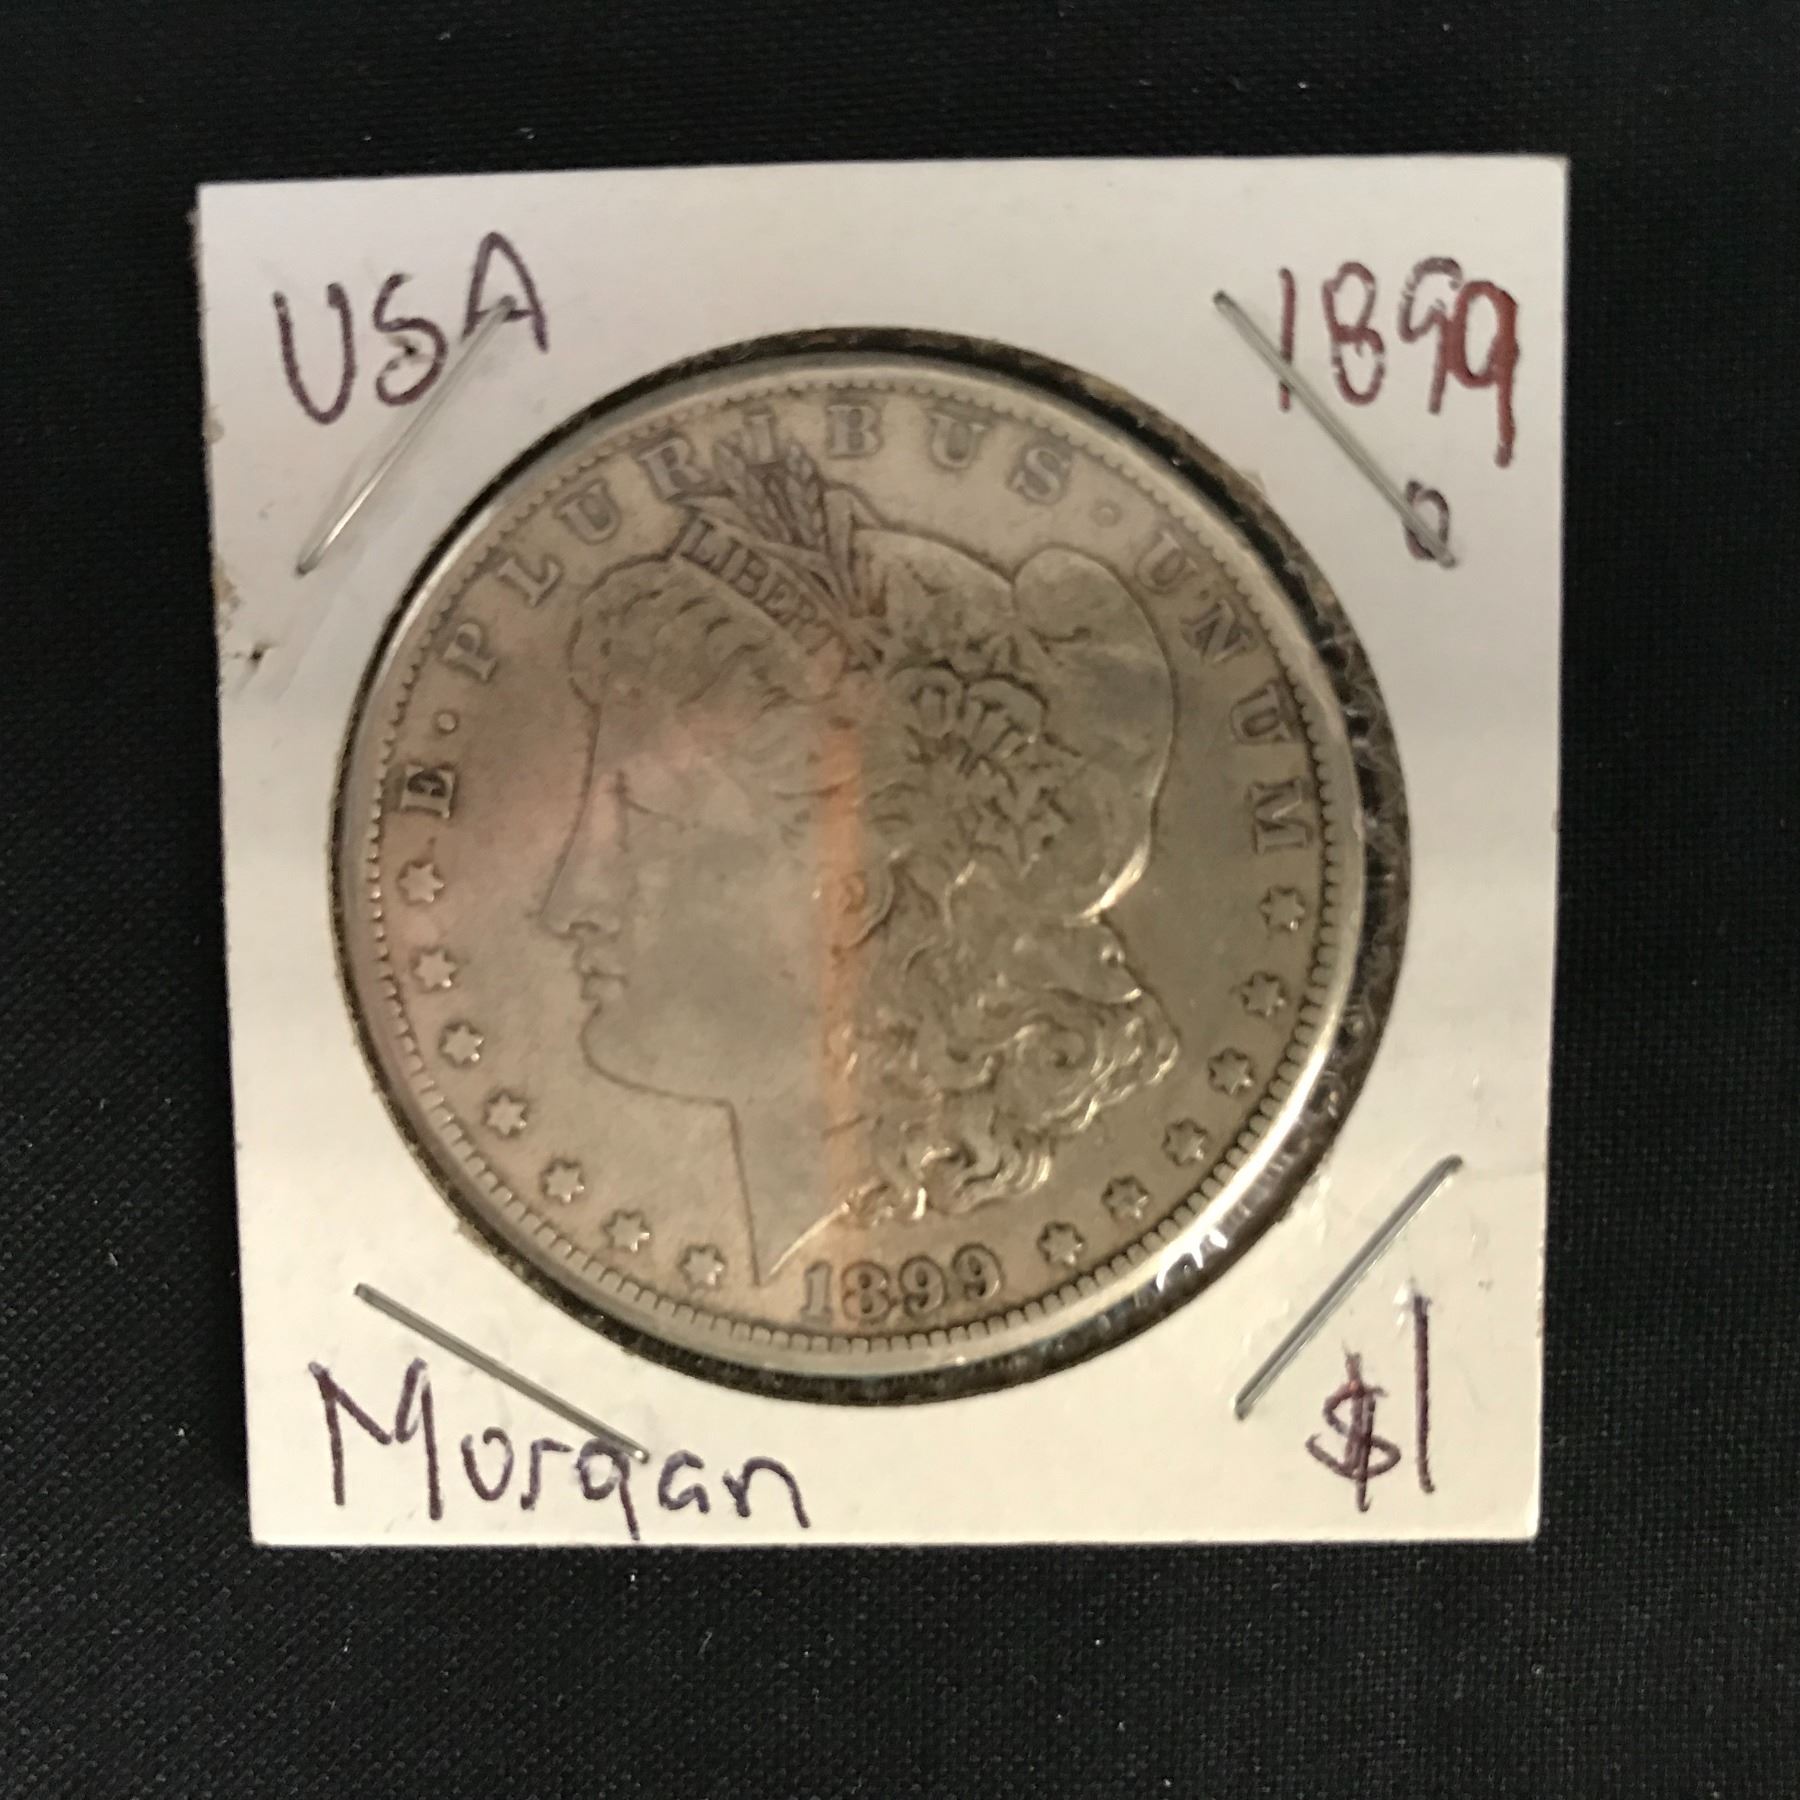 USA
1899
O
E · PLURIBUS · UNUM
LIBERTY
1899
Morgan
$1